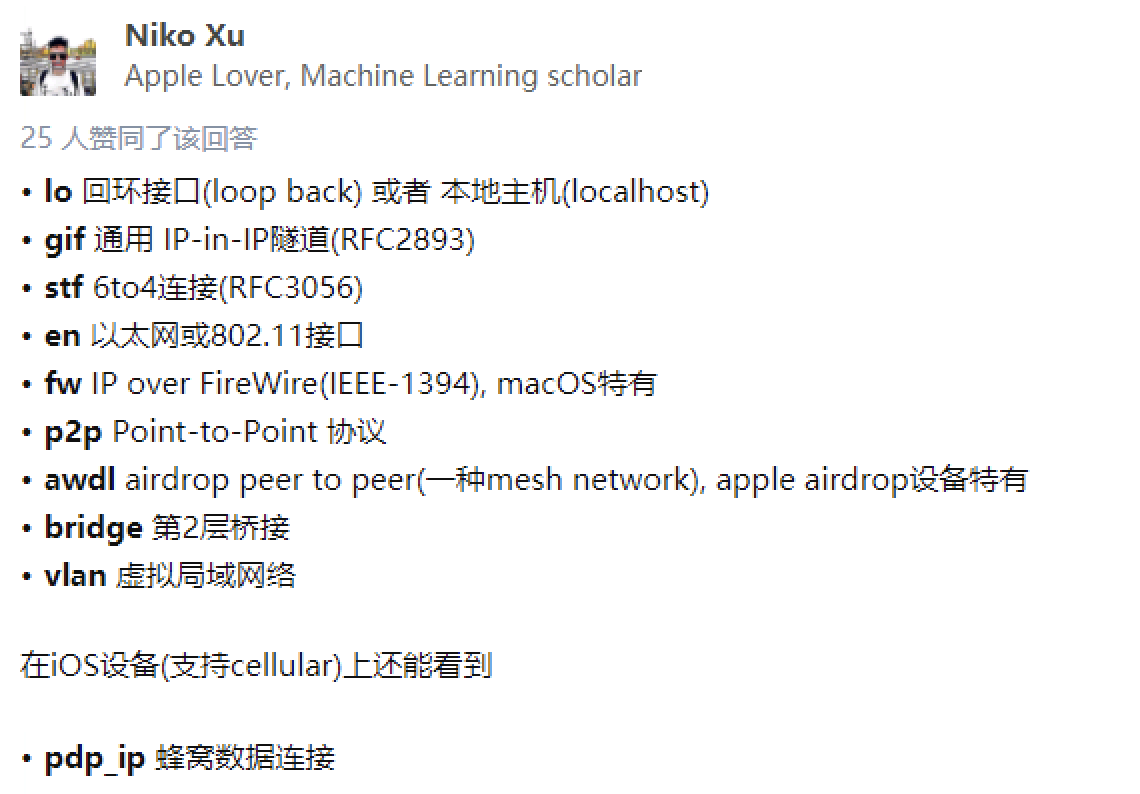 Niko Xu
Apple Lover, Machine Learning scholar
25 人赞同了该回答
• lo 回环接口(loop back) 或者 本地主机(localhost)
• gif 通用 IP-in-IP隧道(RFC2893)
• stf 6to4连接(RFC3056)
• en 以太网或802.11接口
• fw IP over FireWire(IEEE-1394), macOS特有
• p2p Point-to-Point 协议
• awdl airdrop peer to peer(一种mesh network), apple airdrop设备特有
• bridge 第2层桥接
• vlan 虚拟局域网络
在iOS设备(支持cellular)上还能看到
• pdp_ip 蜂窝数据连接